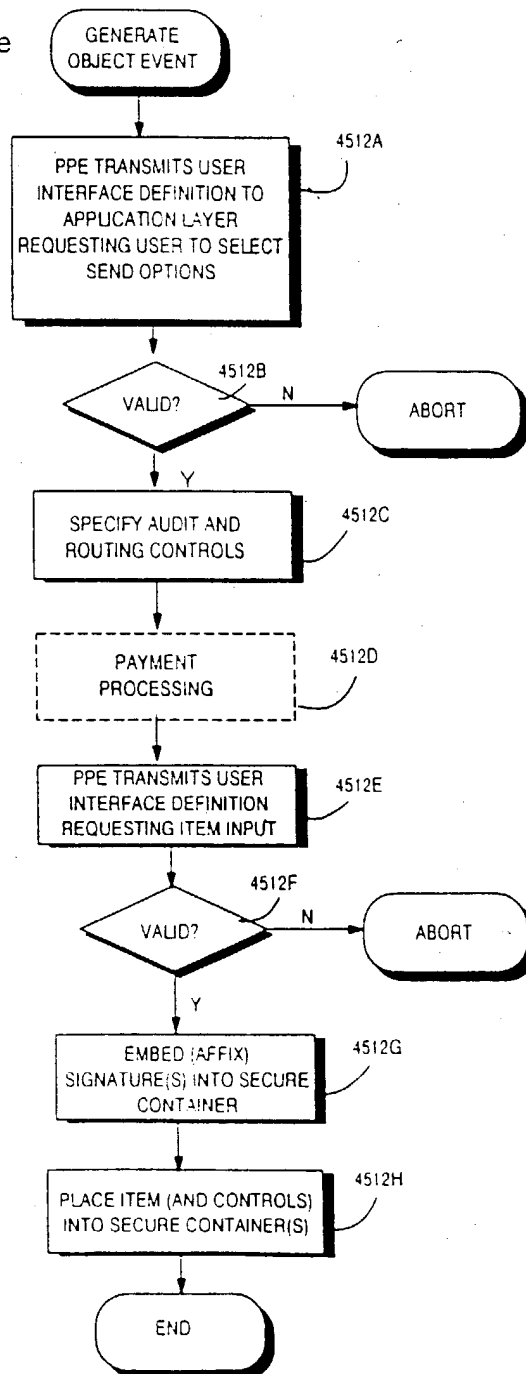 e
GENERATE
OBJECT EVENT
4512A
PPE TRANSMITS USER
INTERFACE DEFINITION TO
APPLICATION LAYER
REQUESTING USER TO SELECT
SEND OPTIONS
4512B
VALID?
N
ABORT
Y
SPECIFY AUDIT AND
ROUTING CONTROLS
4512C
PAYMENT
PROCESSING
4512D
PPE TRANSMITS USER
INTERFACE DEFINITION
REQUESTING ITEM INPUT
4512E
4512F
VALID?
N
ABORT
Y
EMBED (AFFIX)
SIGNATURE(S) INTO SECURE
CONTAINER
4512G
PLACE ITEM (AND CONTROLS)
INTO SECURE CONTAINER(S)
4512H
END